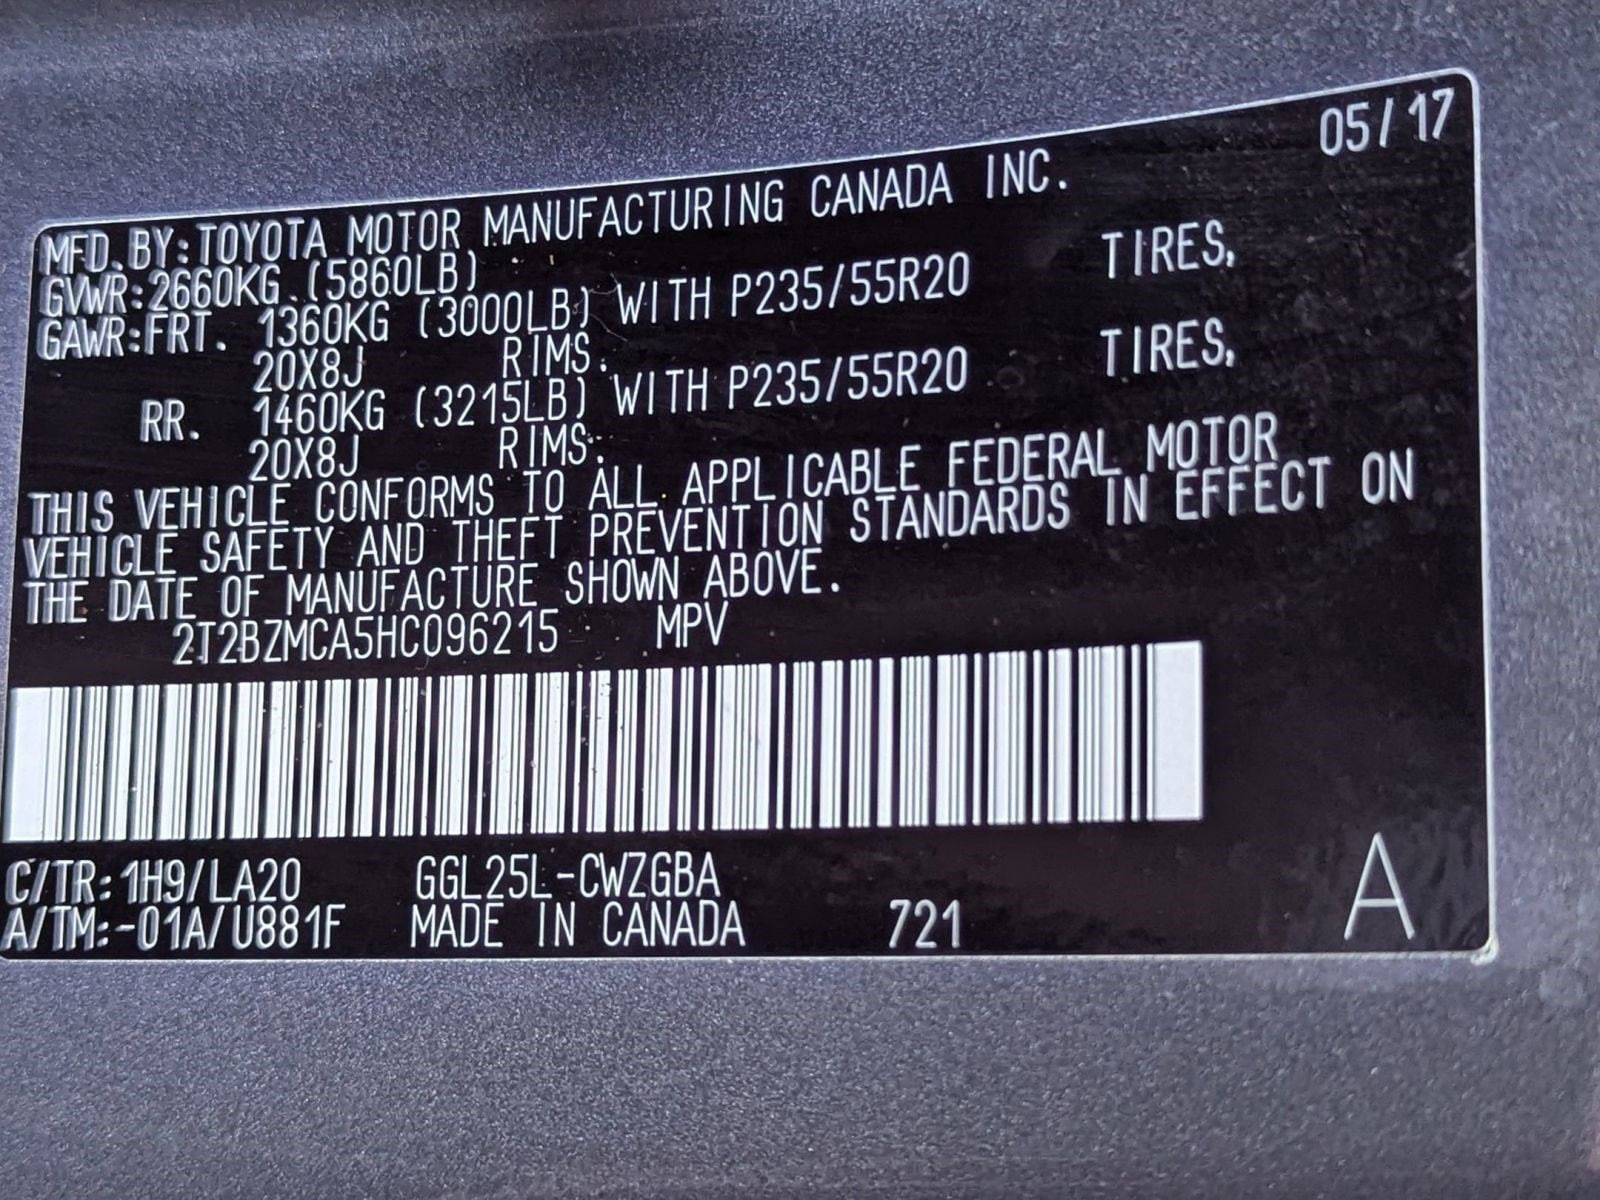 05/17
MFD. BY:TOYOTA MOTOR MANUFACTURING CANADA INC.
GVWR:2660KG (5860LB)
GAWR:FRT. 1360KG (3000LB) WITH P235/55R20 TIRES,
20X8J RIMS.
RR. 1460KG (3215LB) WITH P235/55R20 TIRES,
20X8J RIMS.
THIS VEHICLE CONFORMS TO ALL APPLICABLE FEDERAL MOTOR
VEHICLE SAFETY AND THEFT PREVENTION STANDARDS IN EFFECT ON
THE DATE OF MANUFACTURE SHOWN ABOVE.
2T2BZMCA5HC096215 MPV
C/TR:1H9/LA20 GGL25L-CWZGBA
A/TM:-01A/U881F MADE IN CANADA 721 A